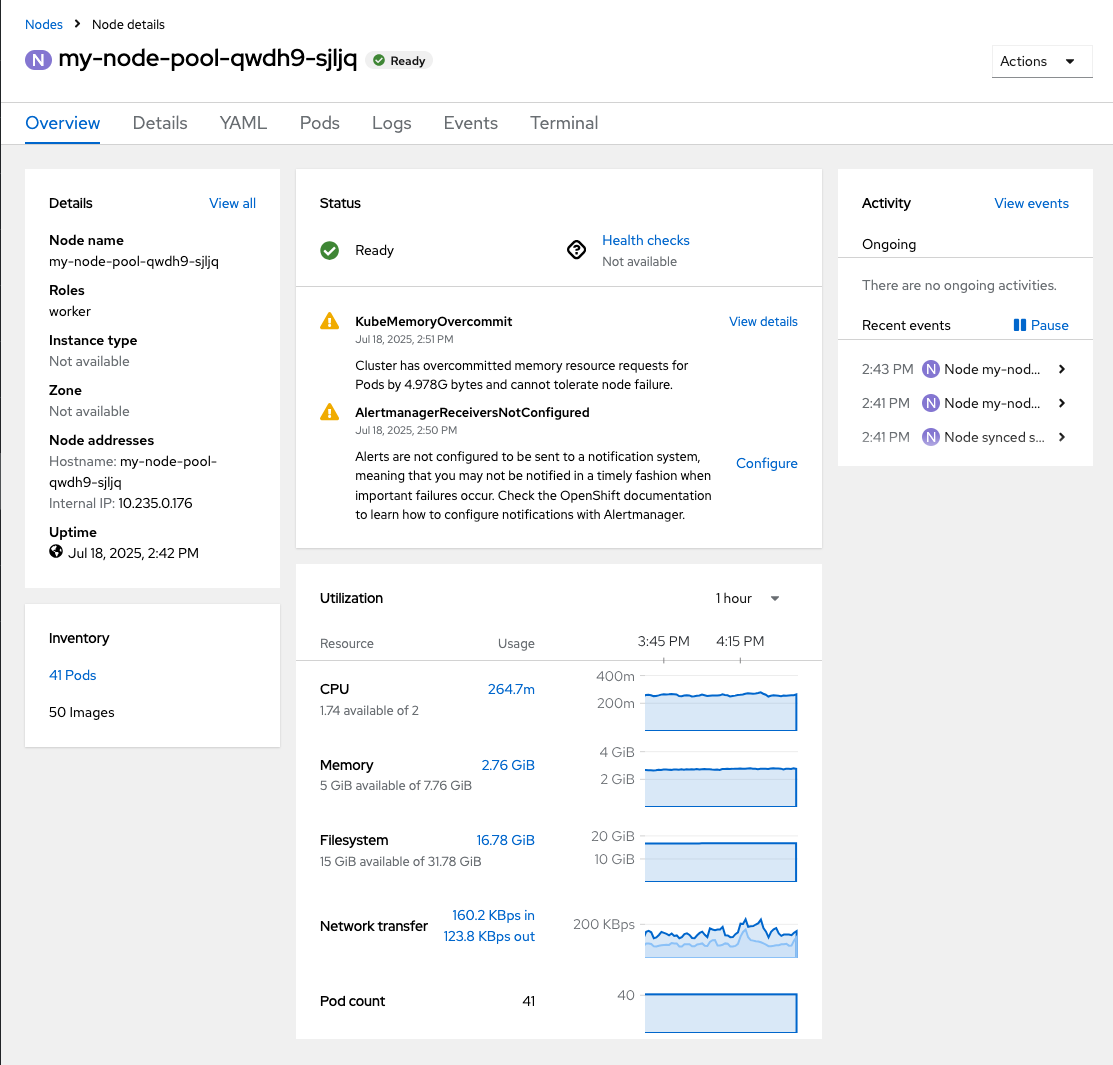 Nodes > Node details
N my-node-pool-qwdh9-sjljq Ready
Actions
Overview Details YAML Pods Logs Events Terminal
Details View all
Node name
my-node-pool-qwdh9-sjljq
Roles
worker
Instance type
Not available
Zone
Not available
Node addresses
Hostname: my-node-pool-
qwdh9-sjljq
Internal IP: 10.235.0.176
Uptime
Jul 18, 2025, 2:42 PM
Inventory
41 Pods
50 Images
Status
Ready
Health checks
Not available
KubeMemoryOvercommit View details
Jul 18, 2025, 2:51 PM
Cluster has overcommitted memory resource requests for
Pods by 4.978G bytes and cannot tolerate node failure.
AlertmanagerReceiversNotConfigured
Jul 18, 2025, 2:50 PM
Alerts are not configured to be sent to a notification system,
meaning that you may not be notified in a timely fashion when
important failures occur. Check the OpenShift documentation
to learn how to configure notifications with Alertmanager.
Configure
Utilization 1 hour
Resource Usage 3:45 PM 4:15 PM
CPU 264.7m
1.74 available of 2
400m
200m
Memory 2.76 GiB
5 GiB available of 7.76 GiB
4 GiB
2 GiB
Filesystem 16.78 GiB
15 GiB available of 31.78 GiB
20 GiB
10 GiB
Network transfer
160.2 KBps in
123.8 KBps out
200 KBps
Pod count 41
40
Activity View events
Ongoing
There are no ongoing activities.
Recent events Pause
2:43 PM N Node my-nod...
2:41 PM N Node my-nod...
2:41 PM N Node synced s...